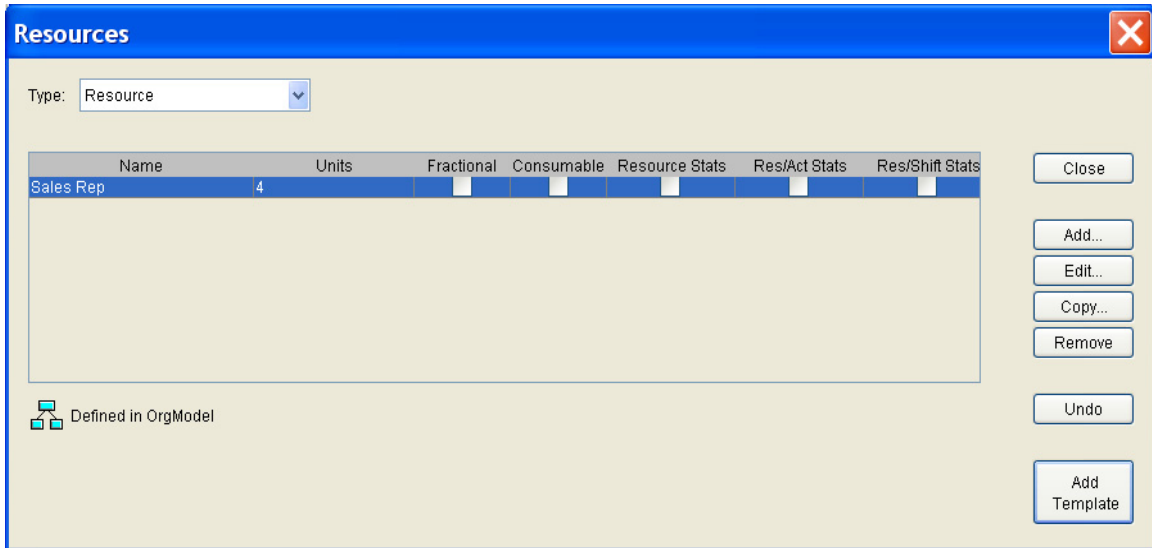 Resources
Type: Resource
Name Units Fractional Consumable Resource Stats Res/Act Stats Res/Shift Stats
Sales Rep 4
Close
Add...
Edit...
Copy...
Remove
Defined in OrgModel
Undo
Add
Template